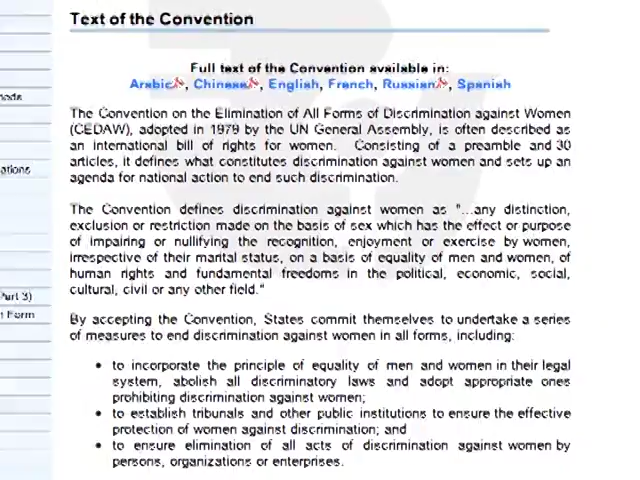 Text of the Convention
Full text of the Convention available in:
Arabic, Chinese, English, French, Russian, Spanish
The Convention on the Elimination of All Forms of Discrimination against Women
(CEDAW), adopted in 1979 by the UN General Assembly, is often described as
an international bill of rights for women. Consisting of a preamble and 30
articles, it defines what constitutes discrimination against women and sets up an
agenda for national action to end such discrimination.
ations
The Convention defines discrimination against women as "...any distinction,
exclusion or restriction made on the basis of sex which has the effect or purpose
of impairing or nullifying the recognition, enjoyment or exercise by women,
irrespective of their marital status, on a basis of equality of men and women, of
human rights and fundamental freedoms in the political, economic, social,
cultural, civil or any other field."
Part 3)
Form
By accepting the Convention, States commit themselves to undertake a series
of measures to end discrimination against women in all forms, including:
• to incorporate the principle of equality of men and women in their legal
system, abolish all discriminatory laws and adopt appropriate ones
prohibiting discrimination against women;
• to establish tribunals and other public institutions to ensure the effective
protection of women against discrimination; and
• to ensure elimination of all acts of discrimination against women by
persons, organizations or enterprises.